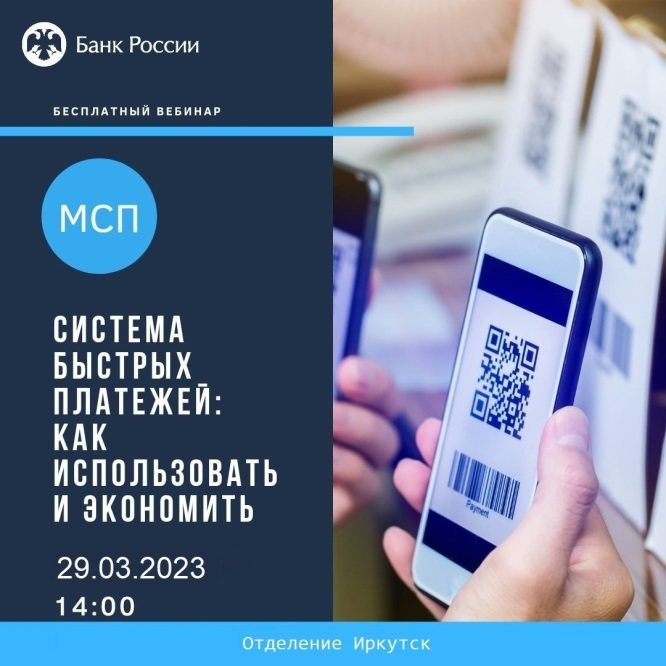 Банк России
БЕСПЛАТНЫЙ ВЕБИНАР
МСП
СИСТЕМА
БЫСТРЫХ
ПЛАТЕЖЕЙ:
КАК
ИСПОЛЬЗОВАТЬ
И ЭКОНОМИТЬ
29.03.2023
14:00
Payment
Отделение Иркутск